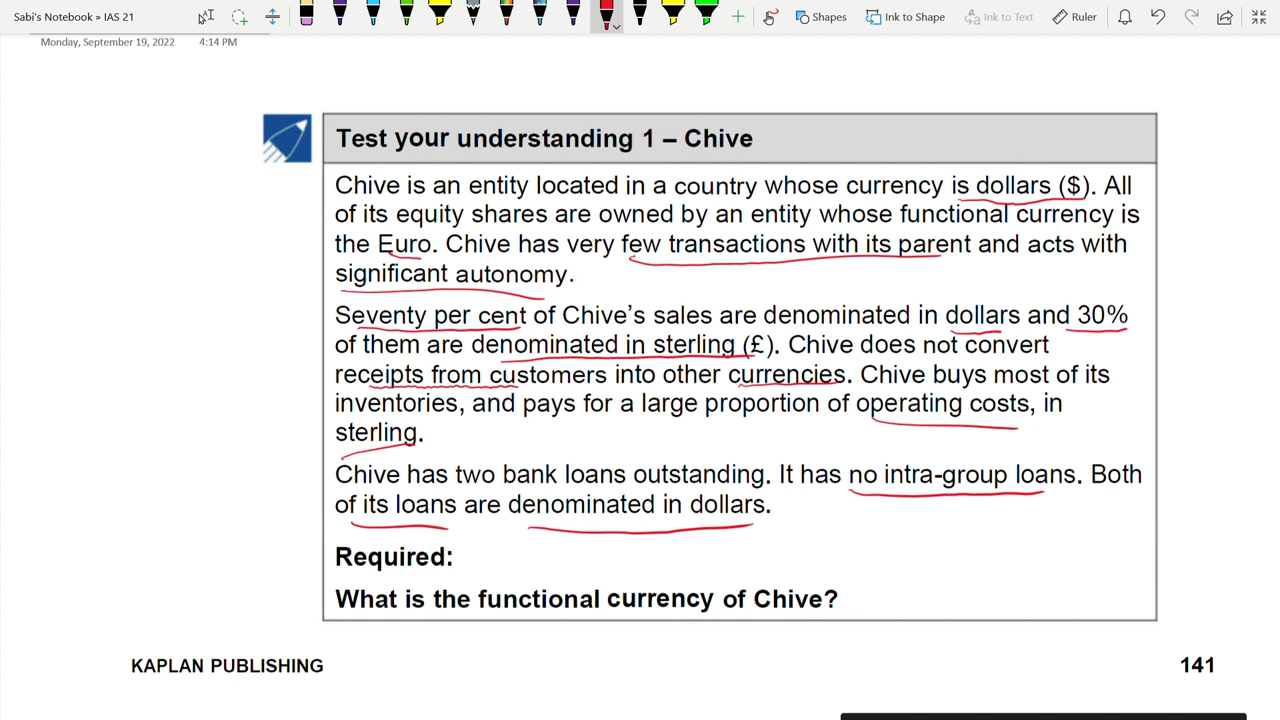 Sabi's Notebook » IAS 21
Shapes
Ink to Shape
Ink to Text
Ruler
Monday, September 19, 2022 4:14 PM
Test your understanding 1 – Chive
Chive is an entity located in a country whose currency is dollars ($). All
of its equity shares are owned by an entity whose functional currency is
the Euro. Chive has very few transactions with its parent and acts with
significant autonomy.
Seventy per cent of Chive's sales are denominated in dollars and 30%
of them are denominated in sterling (£). Chive does not convert
receipts from customers into other currencies. Chive buys most of its
inventories, and pays for a large proportion of operating costs, in
sterling.
Chive has two bank loans outstanding. It has no intra-group loans. Both
of its loans are denominated in dollars.
Required:
What is the functional currency of Chive?
KAPLAN PUBLISHING 141